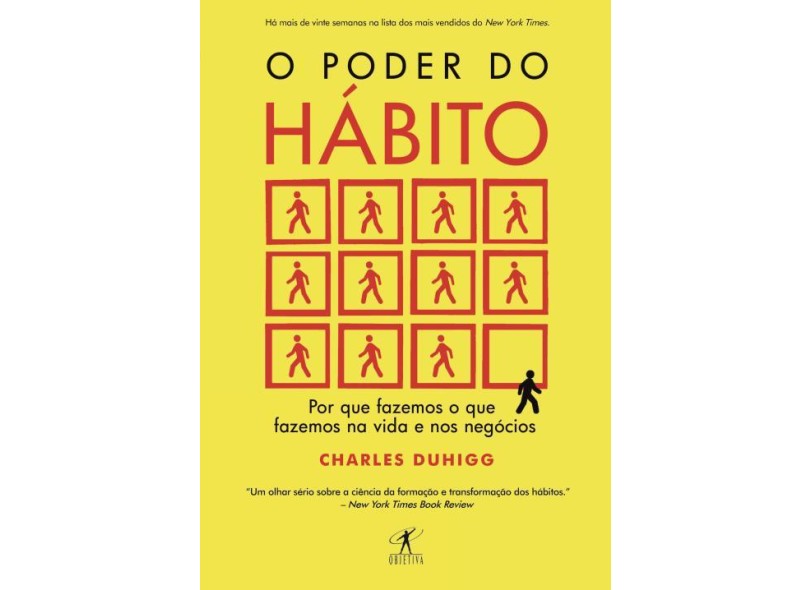 Há mais de vinte semanas na lista dos mais vendidos do New York Times.
O PODER DO
HÁBITO
Por que fazemos o que
fazemos na vida e nos negócios
CHARLES DUHIGG
“Um olhar sério sobre a ciência da formação e transformação dos hábitos.”
– New York Times Book Review
OBJETIVA